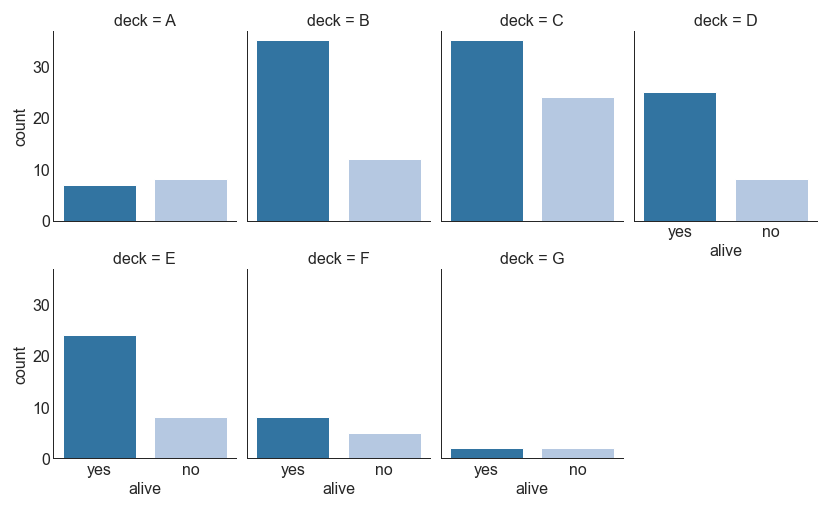 deck = A
deck = B
deck = C
deck = D
30
20
10
0
count
yes no
alive
deck = E
deck = F
deck = G
30
20
10
0
count
yes no
yes no
yes no
alive
alive
alive